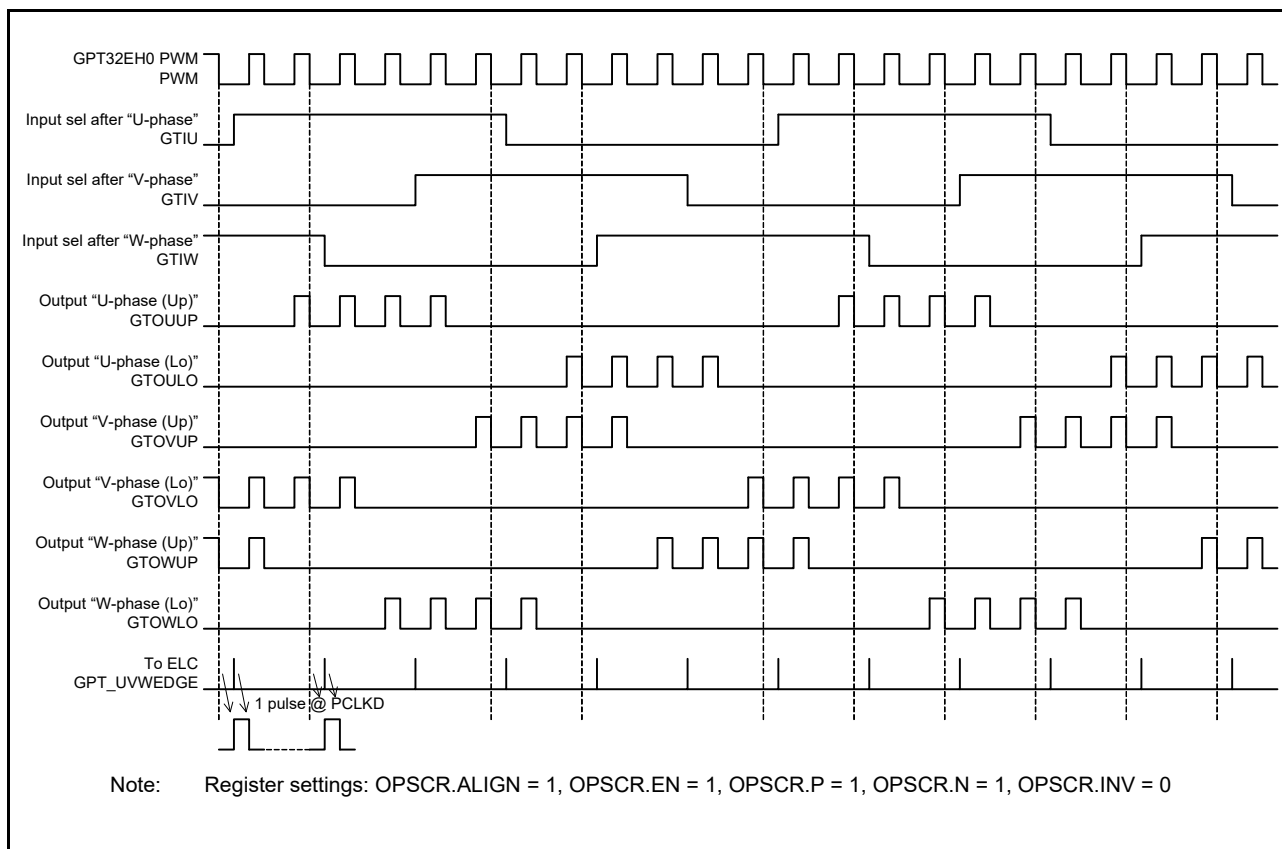 GPT32EH0 PWM
PWM
Input sel after “U-phase”
GTIU
Input sel after “V-phase”
GTIV
Input sel after “W-phase”
GTIW
Output “U-phase (Up)”
GTOUUP
Output “U-phase (Lo)”
GTOULO
Output “V-phase (Up)”
GTOVUP
Output “V-phase (Lo)”
GTOVLO
Output “W-phase (Up)”
GTOWUP
Output “W-phase (Lo)”
GTOWLO
To ELC
GPT_UVWEDGE
1 pulse @ PCLKD
Note: Register settings: OPSCR.ALIGN = 1, OPSCR.EN = 1, OPSCR.P = 1, OPSCR.N = 1, OPSCR.INV = 0